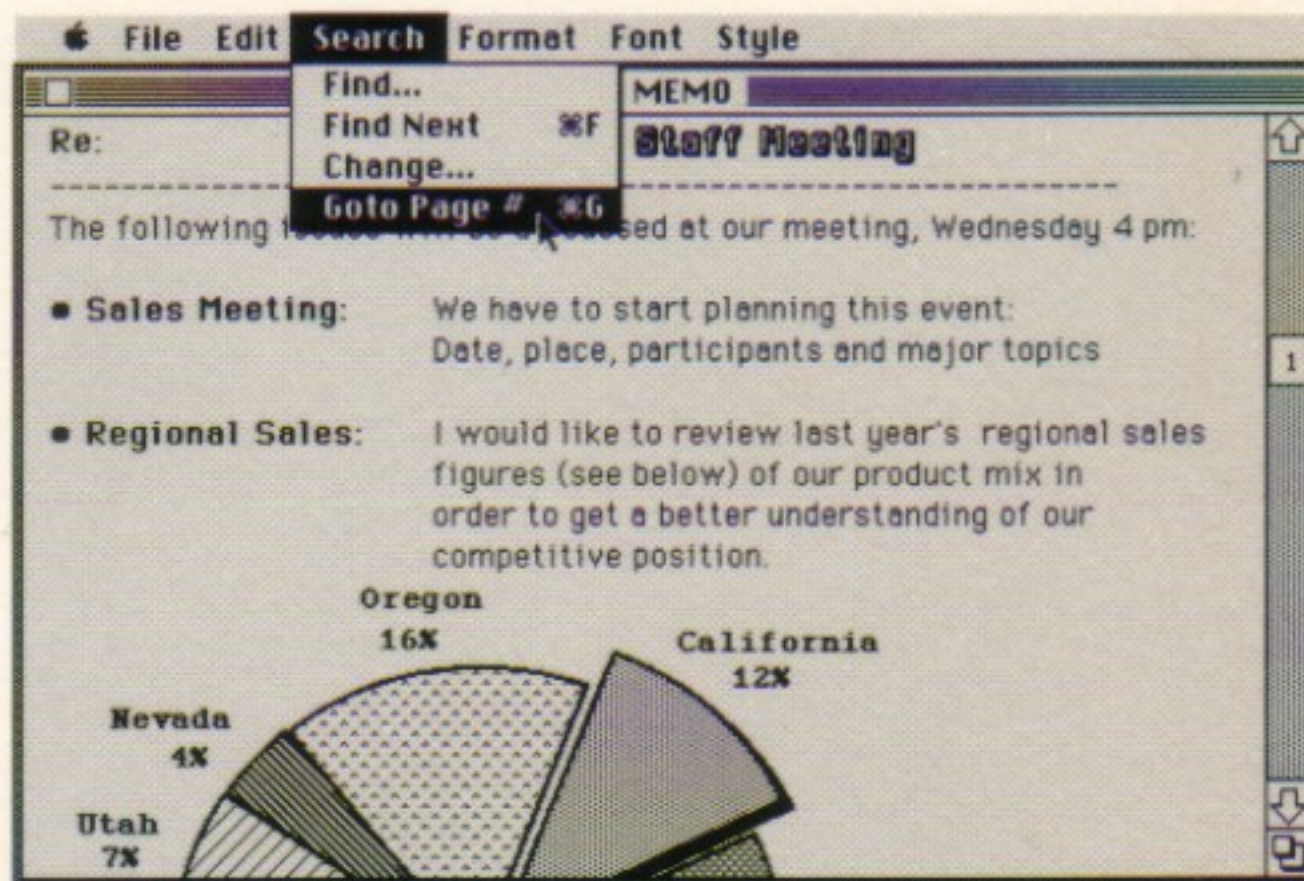 File Edit Search Format Font Style
MEMO
Find...
Find Next ⌘F
Change...
Goto Page # ⌘G
Re: Staff Meeting
The following sed at our meeting, Wednesday 4 pm:
• Sales Meeting: We have to start planning this event:
Date, place, participants and major topics
• Regional Sales: I would like to review last year's regional sales
figures (see below) of our product mix in
order to get a better understanding of our
competitive position.
Oregon
16%
California
12%
Nevada
4%
Utah
7%
1